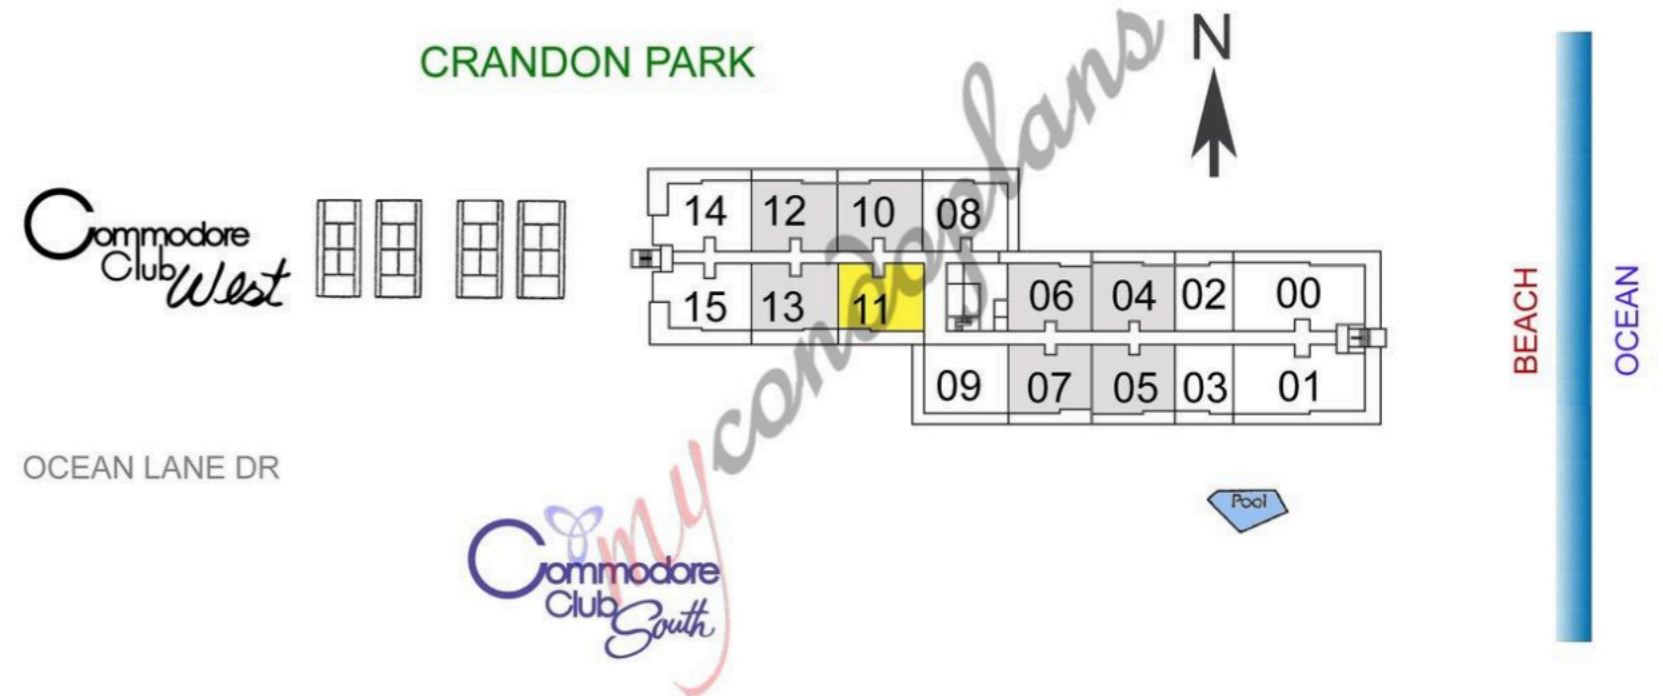 CRANDON PARK
N
Commodore
Club West
14 12 10 08
15 13 11
06 04 02 00
09 07 05 03 01
BEACH
OCEAN
OCEAN LANE DR
Pool
Commodore
Club South
mycondoplans